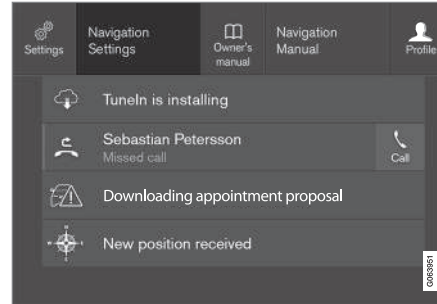 Settings
Navigation
Settings
Owner's
manual
Navigation
Manual
Profile
TuneIn is installing
Sebastian Petersson
Missed call
Call
Downloading appointment proposal
New position received
G063951